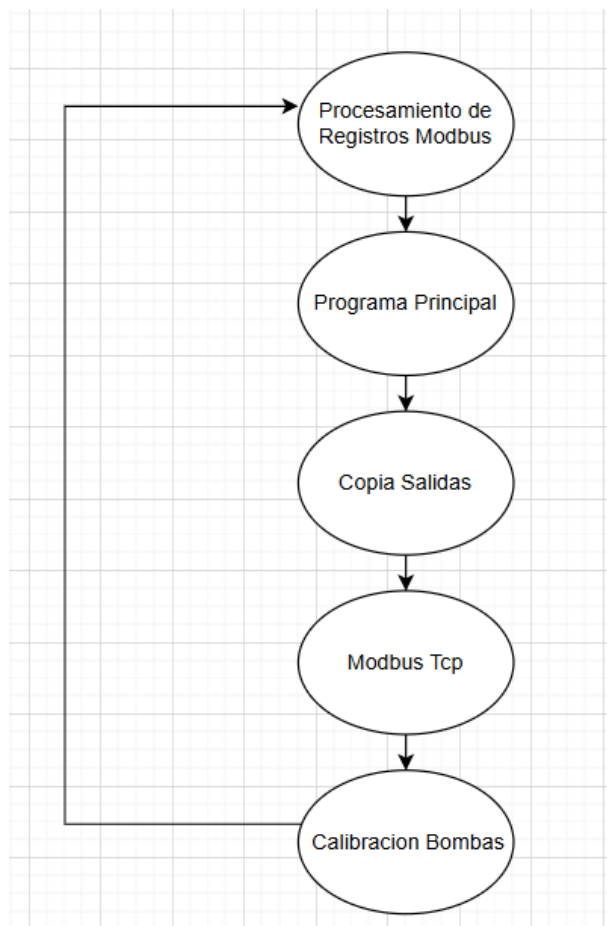 Procesamiento de
Registros Modbus
Programa Principal
Copia Salidas
Modbus Tcp
Calibracion Bombas